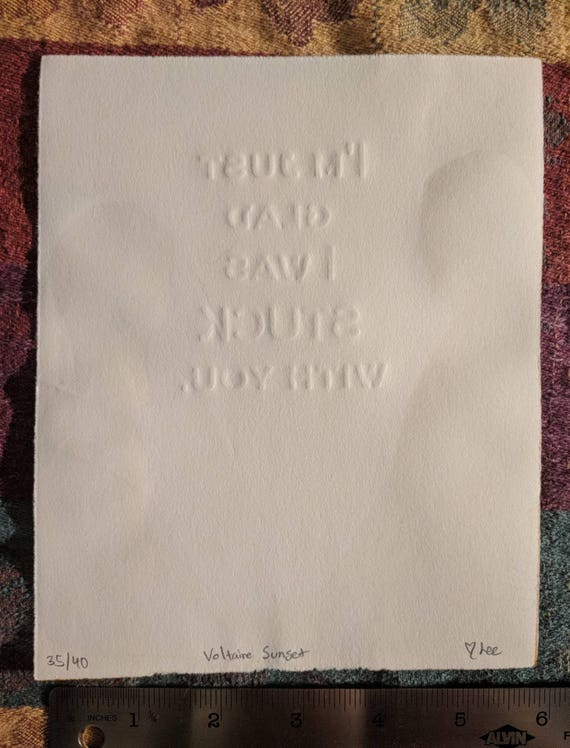 I'M JUST
GLAD
I WAS
STUCK
WITH YOU.
35/40 Voltaire Sunset ♡ Lee
INCHES 1 2 3 4 5 6 ALVIN